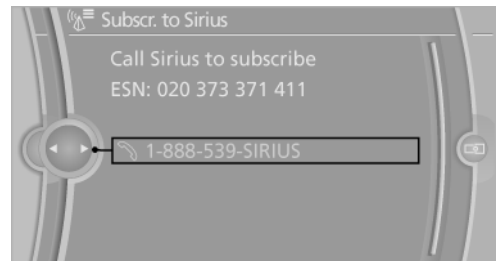 Subscr. to Sirius
Call Sirius to subscribe
ESN: 020 373 371 411
1-888-539-SIRIUS